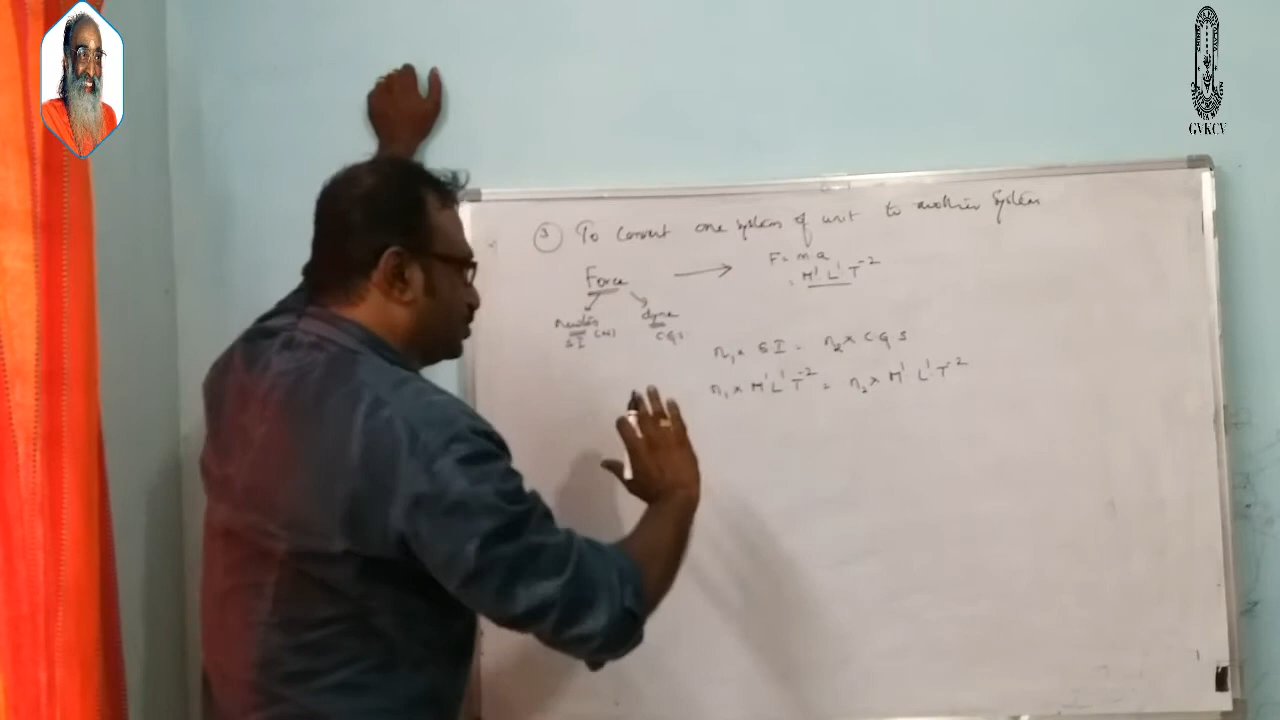 GVKCV
③ To convert one system of unit to another System
Force → F = m a
= M¹ L¹ T⁻²
Newton (N) dyne
SI CGS
n₁ × SI = n₂ × CGS
n₁ × M¹ L¹ T⁻² = n₂ × M¹ L¹ T⁻²